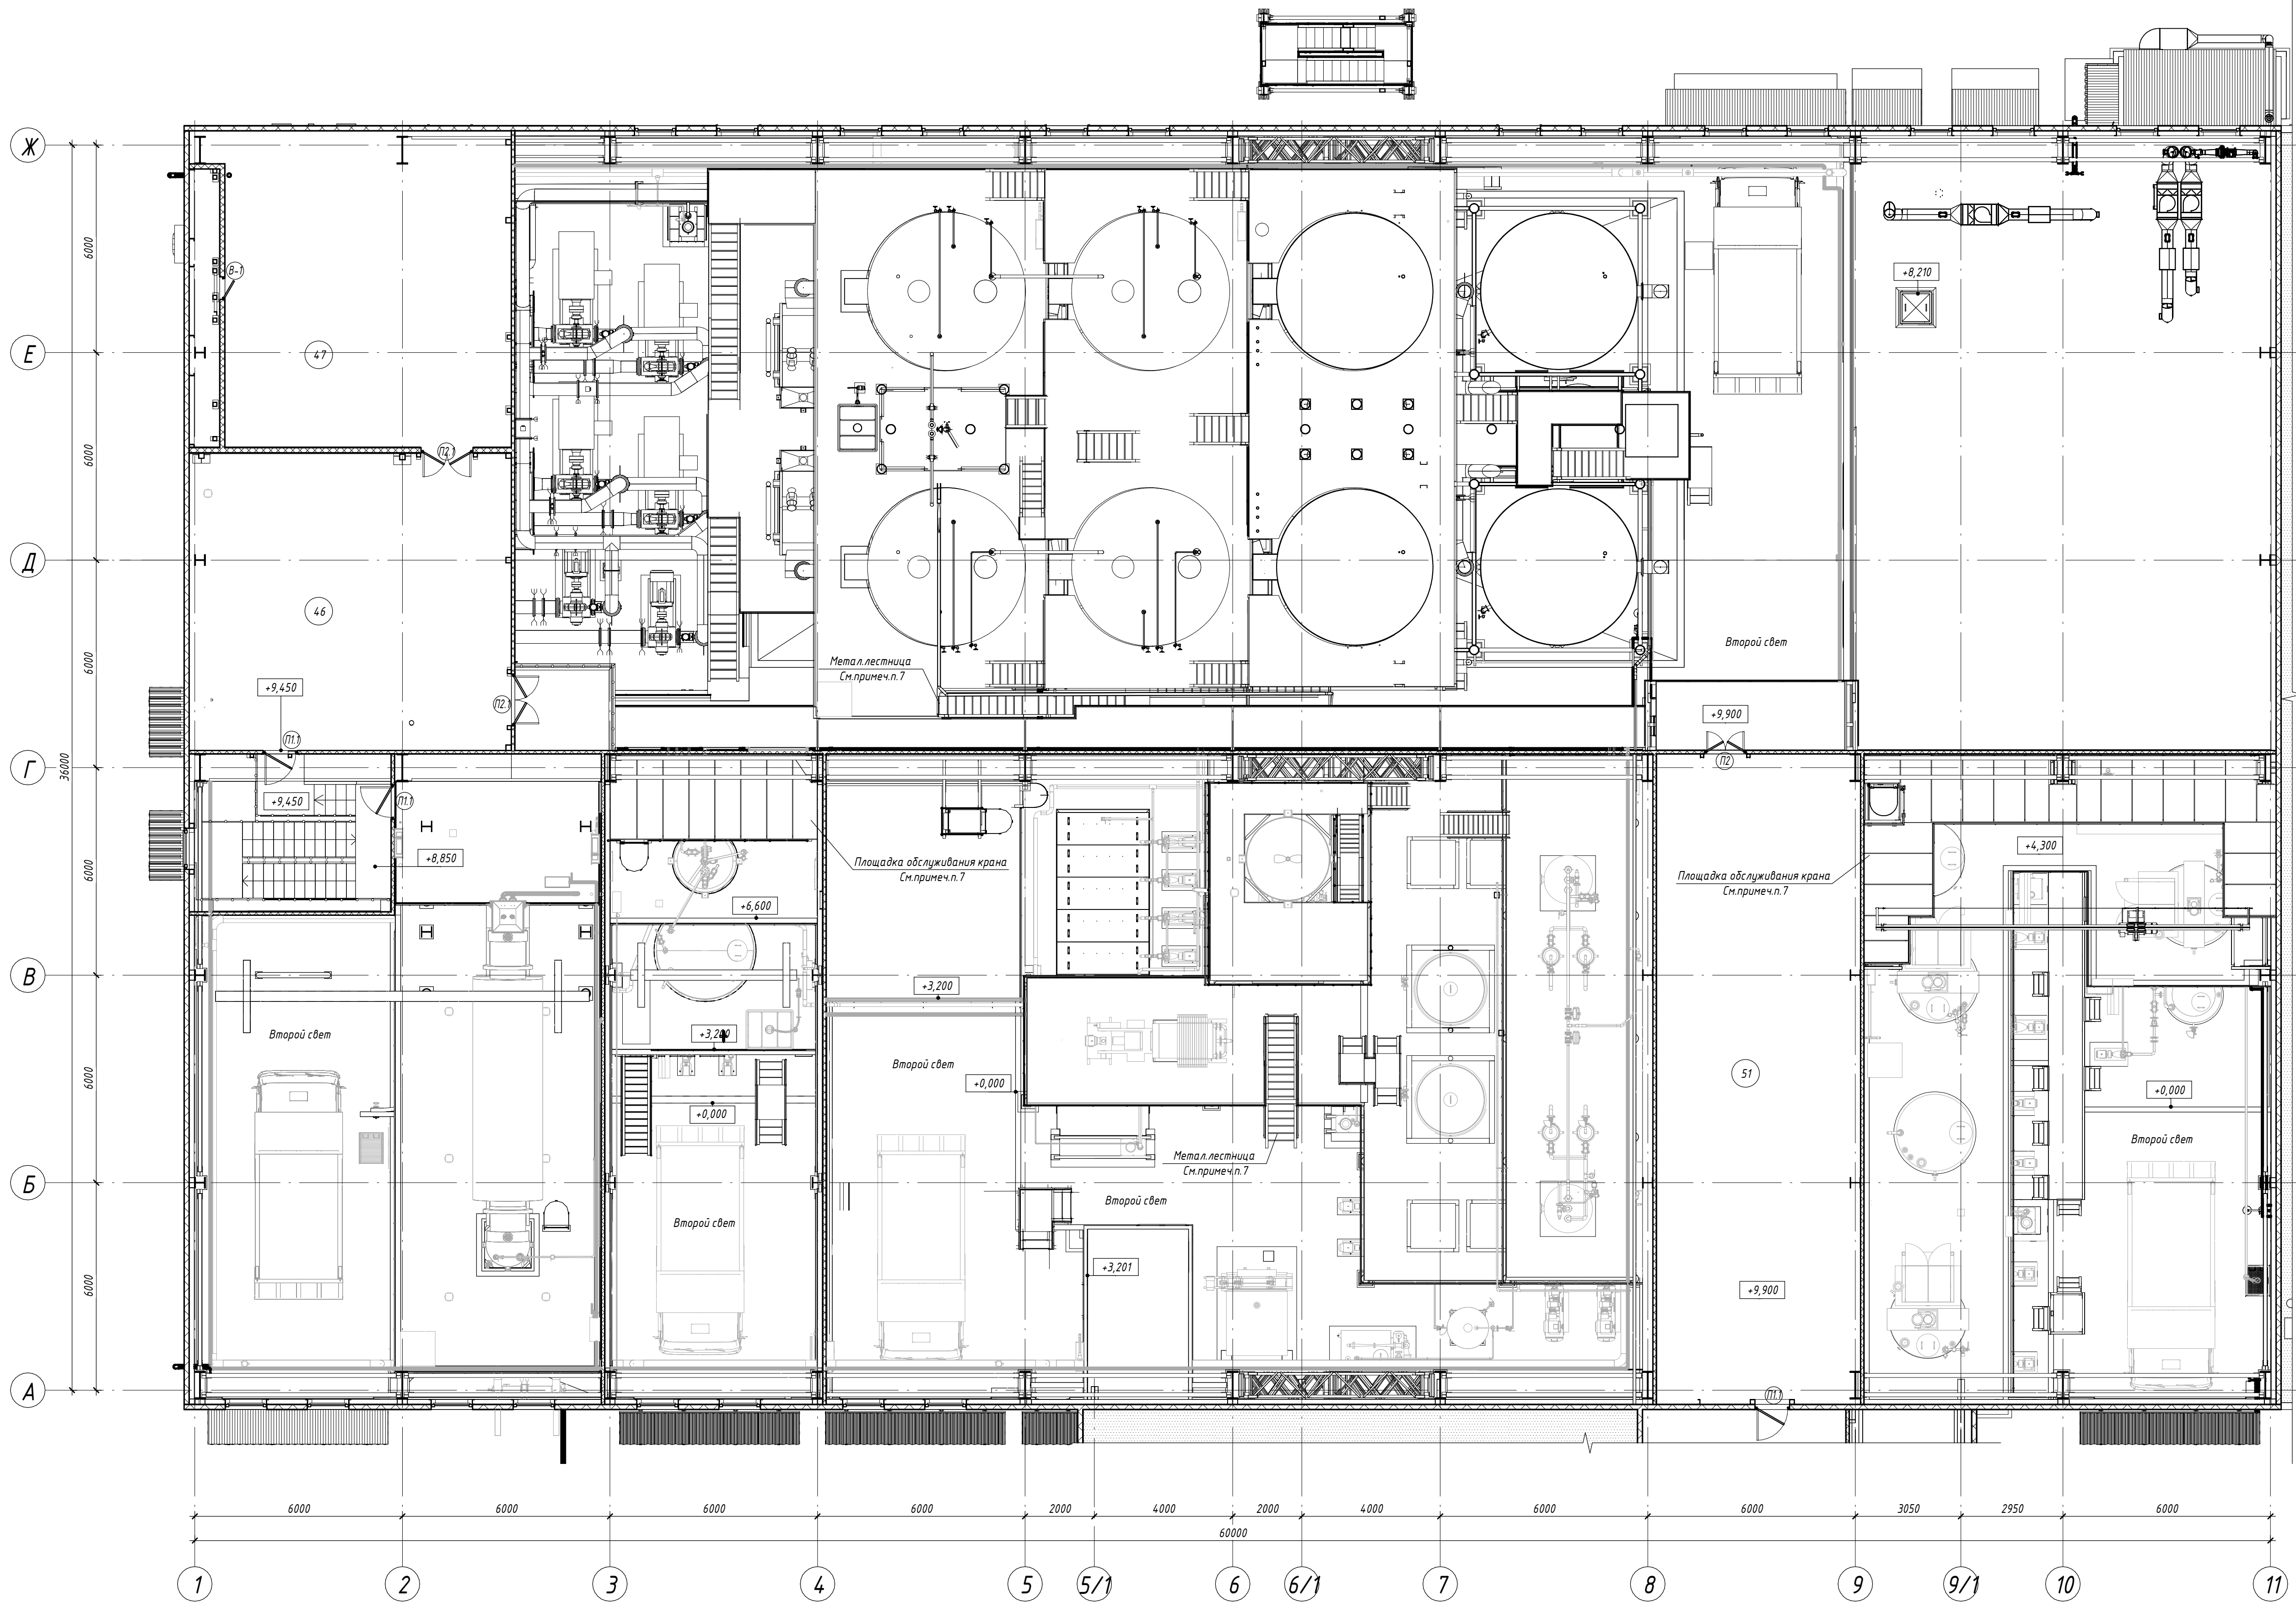 Ж
6000
В-1
+8,210
Е
47
6000
П2.1
Д
46
6000
Метал.лестница
См.примеч.п.7
Второй свет
+9,450
П2.1
+9,900
П1.1
П2
Г
36000
+9,450
П1.1
+8,850
Площадка обслуживания крана
См.примеч.п.7
+4,300
Площадка обслуживания крана
См.примеч.п.7
6000
+6,600
В
+3,200
Второй свет
+3,200
Второй свет
+0,000
51
6000
+0,000
+0,000
Второй свет
Метал.лестница
См.примеч.п.7
Б
Второй свет
Второй свет
6000
+3,201
+9,900
А
П1.1
6000
6000
6000
6000
2000
4000
2000
4000
6000
6000
3050
2950
6000
60000
1
2
3
4
5
5/1
6
6/1
7
8
9
9/1
10
11